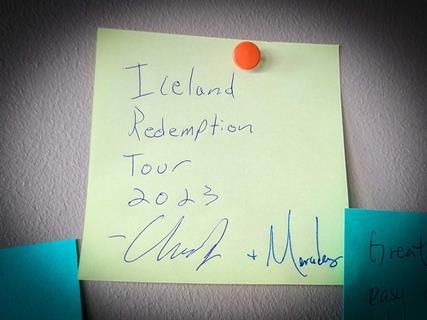 Iceland
Redemption
Tour
2023
-
+
Great
easy